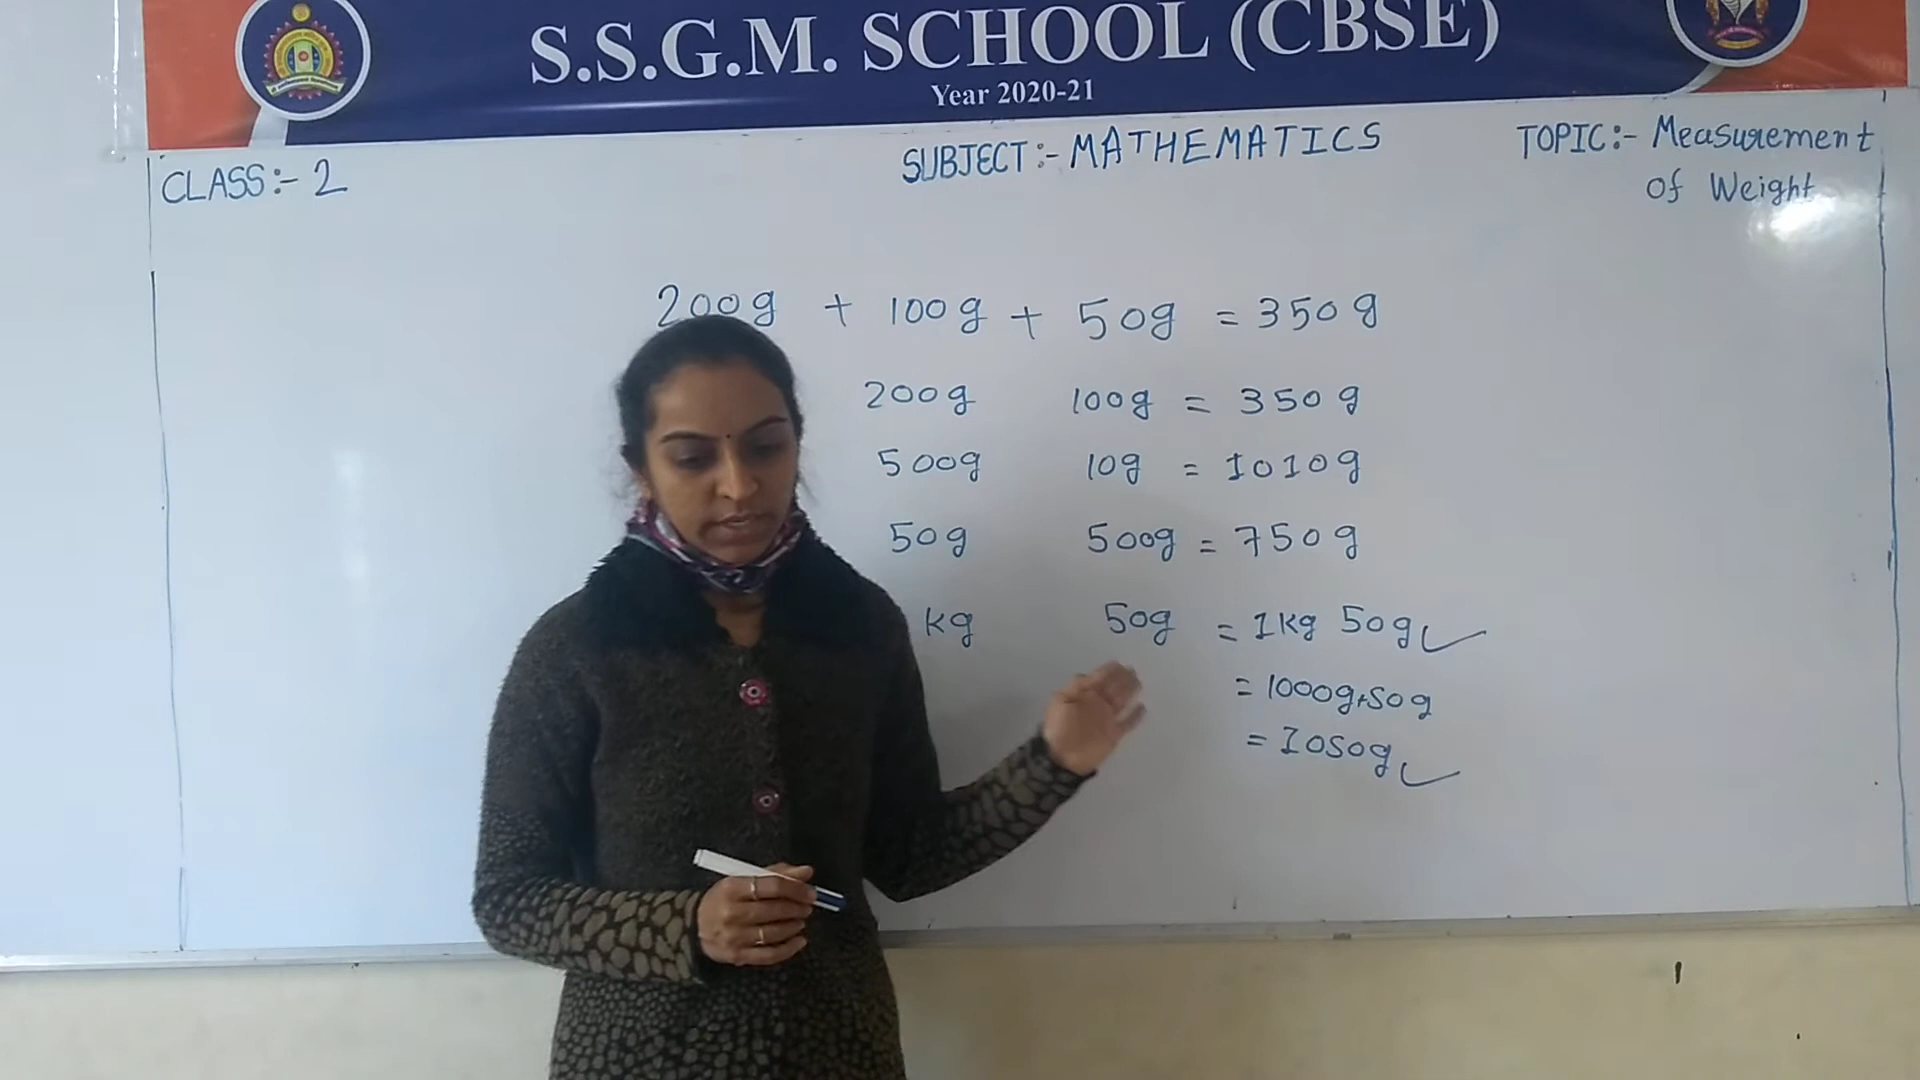 S.S.G.M. SCHOOL (CBSE)
Year 2020-21
CLASS:- 2
SUBJECT:- MATHEMATICS
TOPIC:- Measurement
of Weight
200g + 100g + 50g = 350g
200g 100g = 350g
500g 10g = 1010g
50g 500g = 750g
kg 50g = 1kg 50g
= 1000g+50g
= 1050g